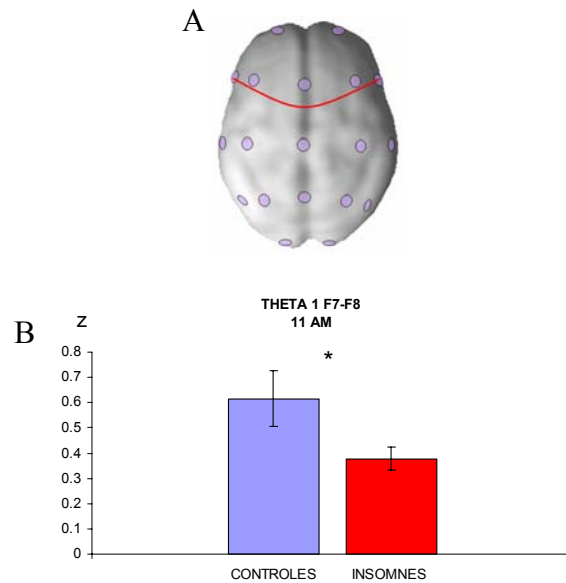 A
THETA 1 F7-F8
11 AM
B
z
0.8
0.7
0.6
0.5
0.4
0.3
0.2
0.1
0
*
CONTROLES INSOMNES